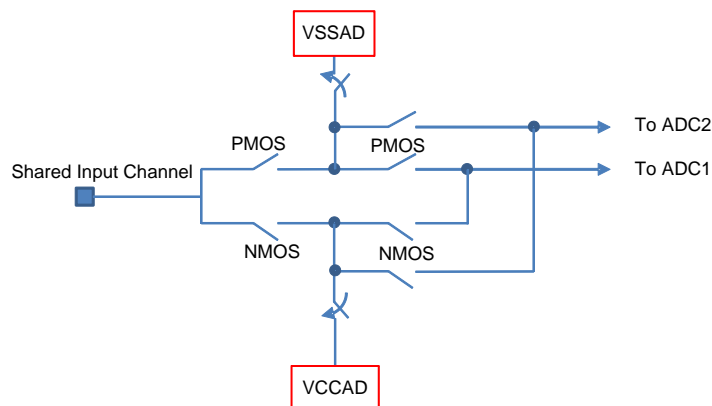 VSSAD
To ADC2
PMOS
PMOS
Shared Input Channel
To ADC1
NMOS
NMOS
VCCAD